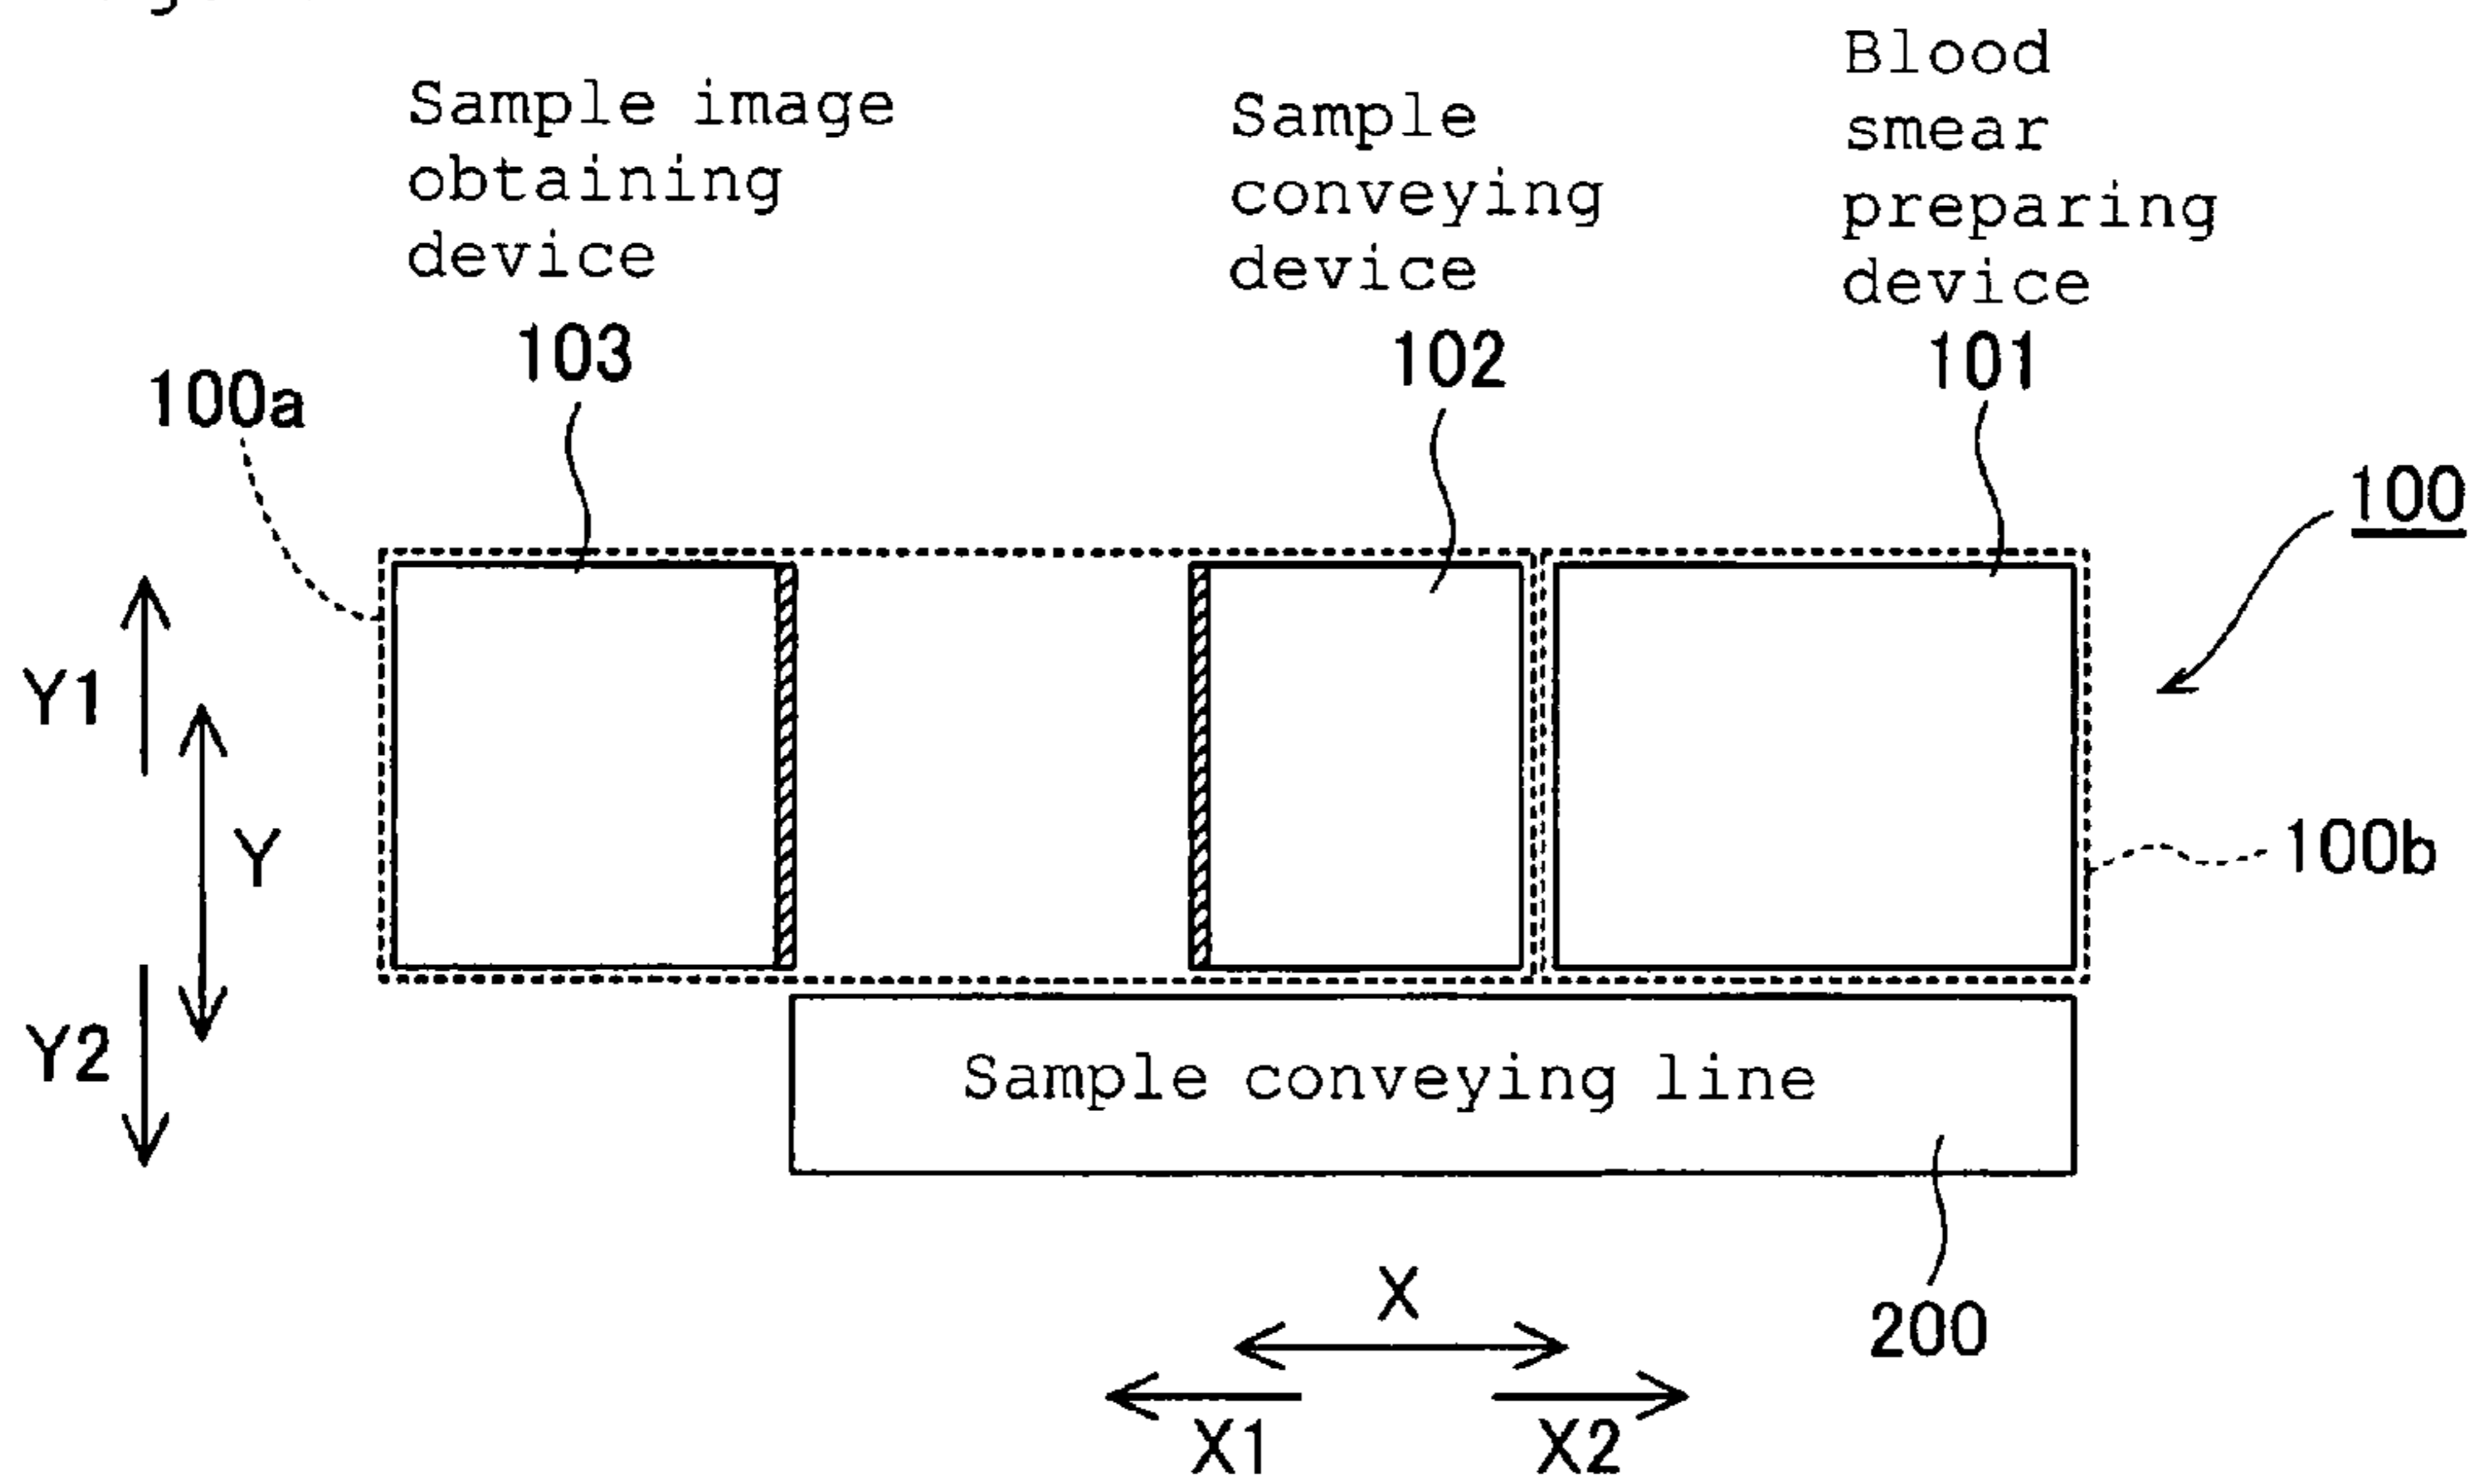 Sample image
obtaining
device
103
Sample
conveying
device
102
Blood
smear
preparing
device
101
100a
100
Y1
Y
Y2
100b
Sample conveying line
200
X
X1
X2